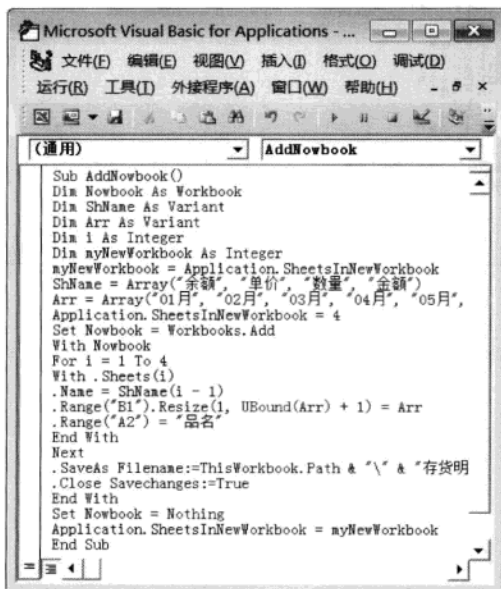 Microsoft Visual Basic for Applications - ...
文件(F) 编辑(E) 视图(V) 插入(I) 格式(O) 调试(D)
运行(R) 工具(T) 外接程序(A) 窗口(W) 帮助(H)
(通用) AddNowbook
Sub AddNowbook()
Dim Nowbook As Workbook
Dim ShName As Variant
Dim Arr As Variant
Dim i As Integer
Dim myNewWorkbook As Integer
myNewWorkbook = Application.SheetsInNewWorkbook
ShName = Array("余额", "单价", "数量", "金额")
Arr = Array("01月", "02月", "03月", "04月", "05月",
Application.SheetsInNewWorkbook = 4
Set Nowbook = Workbooks.Add
With Nowbook
For i = 1 To 4
With .Sheets(i)
.Name = ShName(i - 1)
.Range("B1").Resize(1, UBound(Arr) + 1) = Arr
.Range("A2") = "品名"
End With
Next
.SaveAs Filename:=ThisWorkbook.Path & "\" & "存货明
.Close Savechanges:=True
End With
Set Nowbook = Nothing
Application.SheetsInNewWorkbook = myNewWorkbook
End Sub